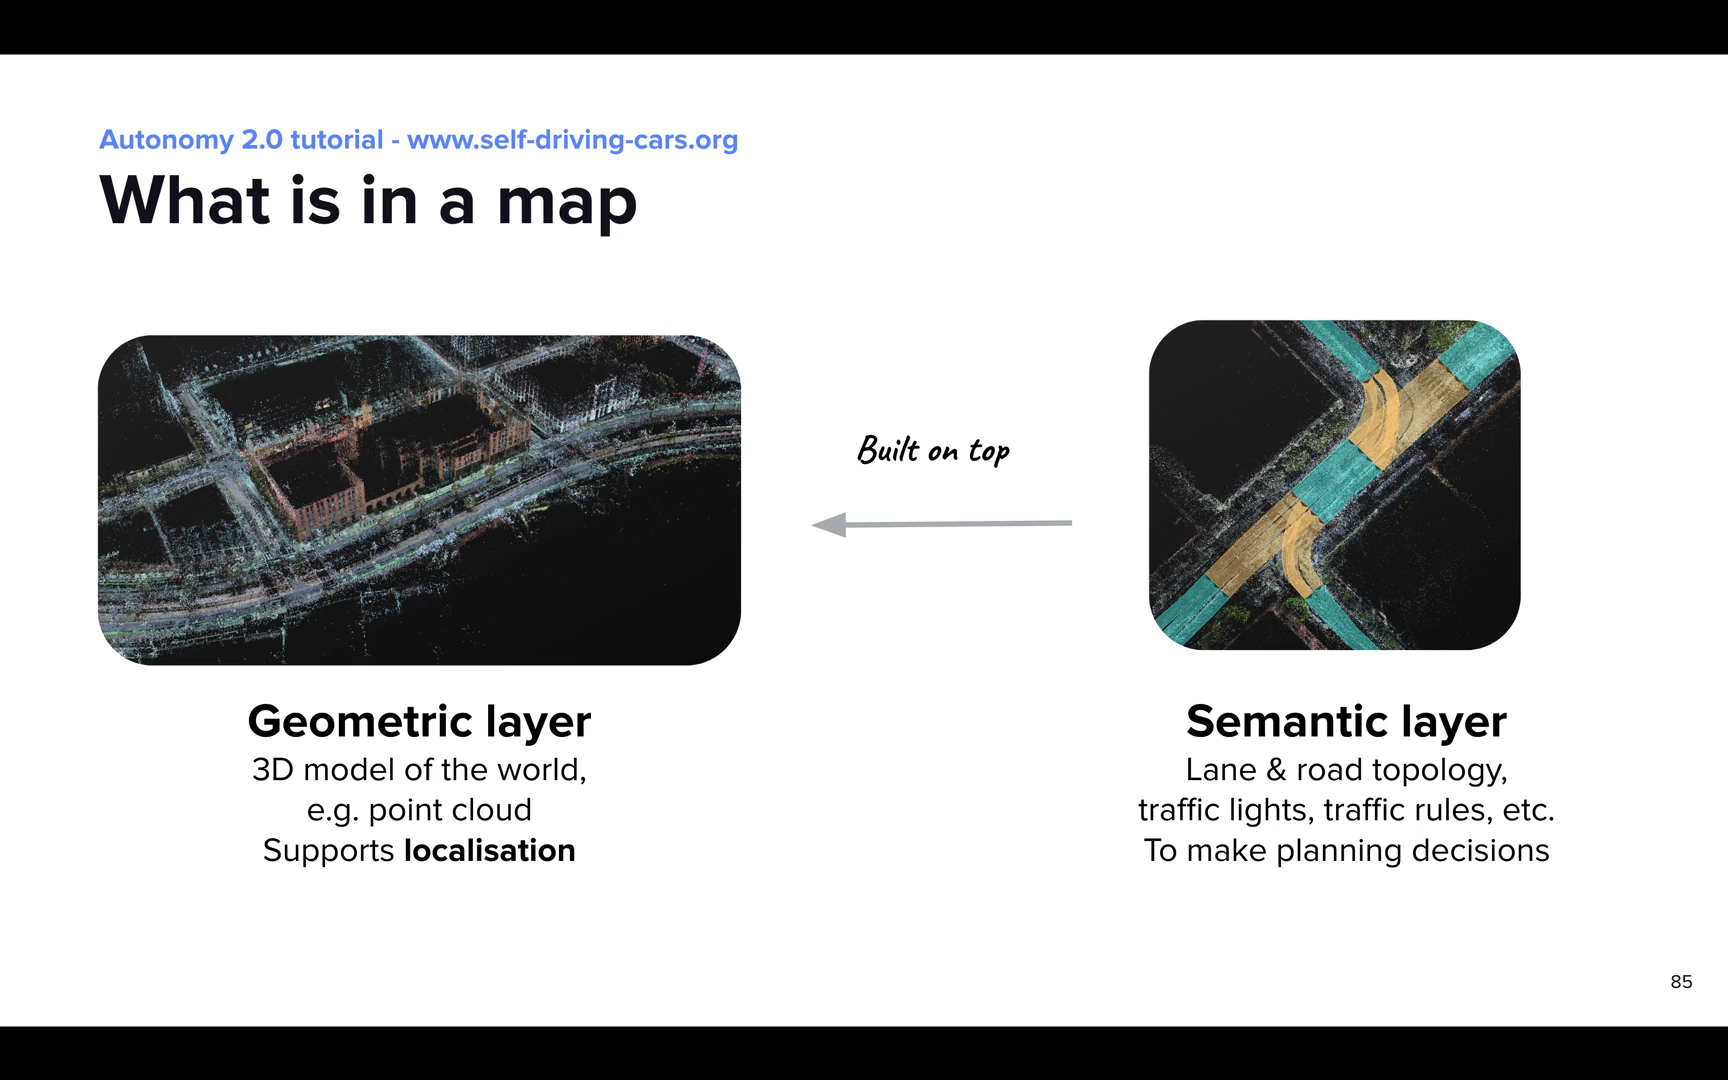 Autonomy 2.0 tutorial - www.self-driving-cars.org
What is in a map
Built on top
Geometric layer
3D model of the world,
e.g. point cloud
Supports localisation
Semantic layer
Lane & road topology,
traffic lights, traffic rules, etc.
To make planning decisions
85